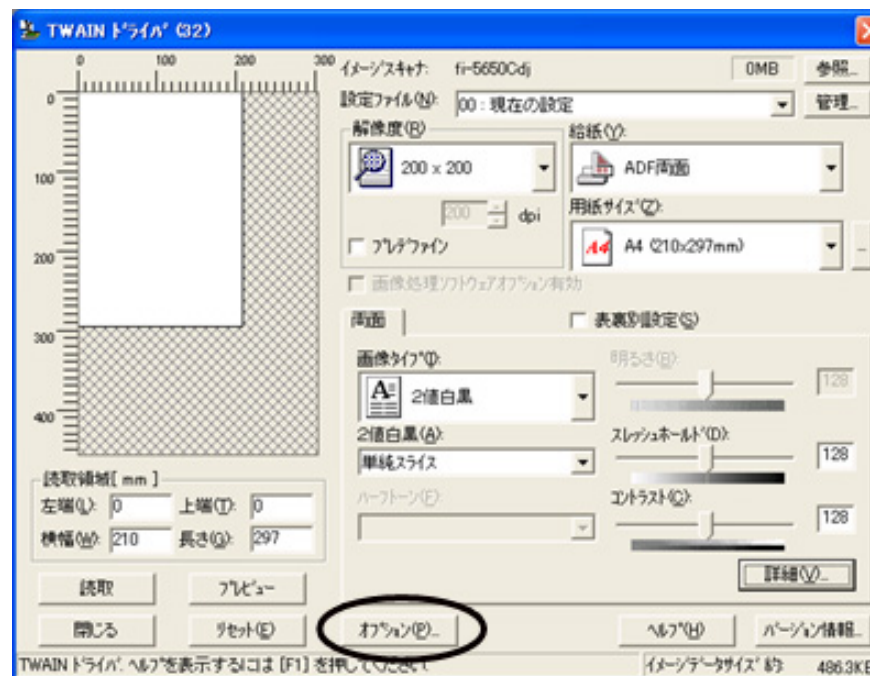 TWAIN ドライバ (32)
0 100 200 300
0
100
200
300
400
イメージスキャナ: fi-5650Cdj 0MB 参照...
設定ファイル(N): 00 : 現在の設定 管理...
解像度(R)
200 x 200
200 dpi
プレデファイン
給紙(Y):
ADF両面
用紙サイズ(Z):
A4 A4 (210x297mm) ...
画像処理ソフトウェアオプション有効
両面 表裏別設定(S)
画像タイプ(I):
2値白黒
2値白黒(A):
単純スライス
ハーフトーン(F):
明るさ(B):
128
スレッシュホールド(D):
128
コントラスト(C):
128
詳細(V)...
読取領域[ mm ]
左端(L): 0 上端(T): 0
横幅(W): 210 長さ(G): 297
読取 プレビュー
閉じる リセット(E) オプション(P)... ヘルプ(H) バージョン情報...
TWAIN ドライバ. ヘルプを表示するには [F1] を押してください. イメージデータサイズ 約 486.3KB